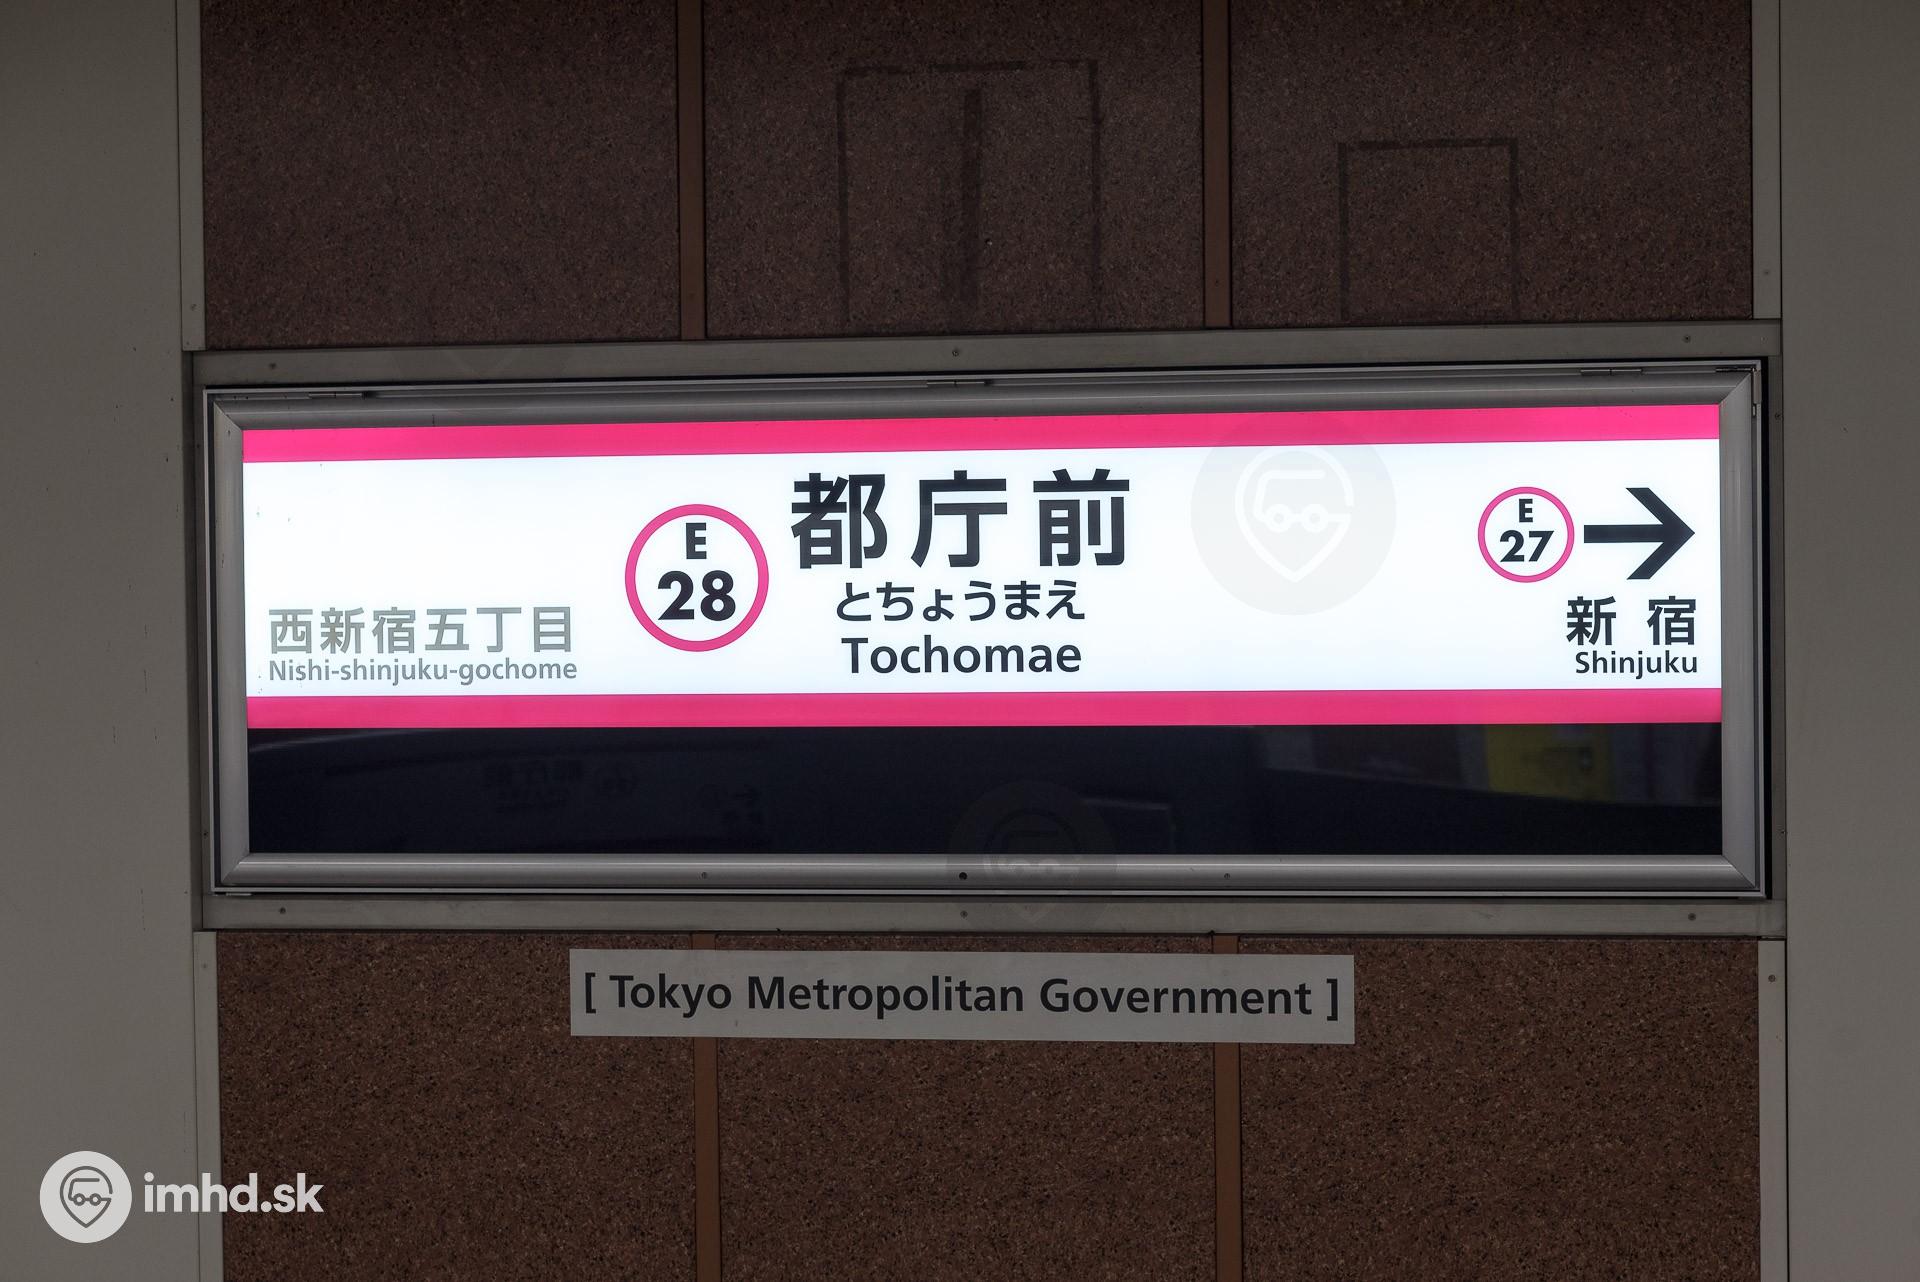 都庁前
とちょうまえ
Tochomae
E
28
西新宿五丁目
Nishi-shinjuku-gochome
E
27
新宿
Shinjuku
[ Tokyo Metropolitan Government ]
imhd.sk